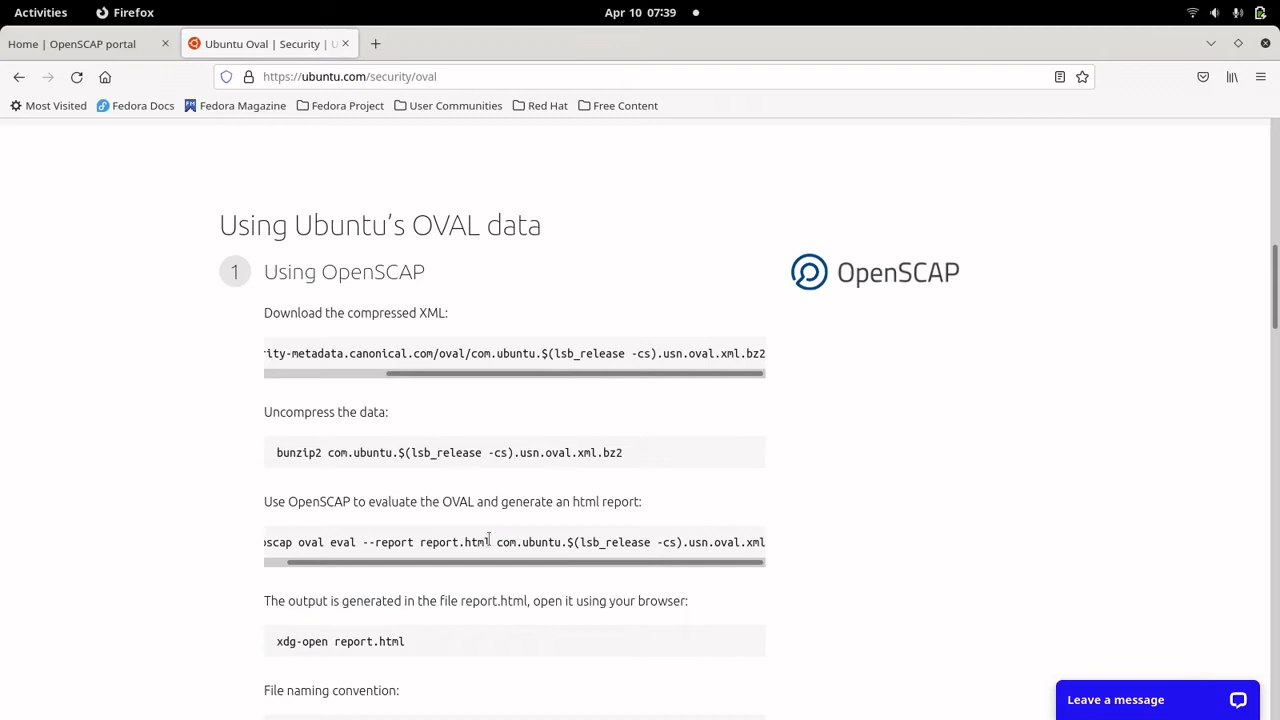 Activities
Firefox
Apr 10 07:39
Home | OpenSCAP portal
Ubuntu Oval | Security | U
https://ubuntu.com/security/oval
Most Visited
Fedora Docs
Fedora Magazine
Fedora Project
User Communities
Red Hat
Free Content
Using Ubuntu’s OVAL data
1
Using OpenSCAP
OpenSCAP
Download the compressed XML:
ity-metadata.canonical.com/oval/com.ubuntu.$(lsb_release -cs).usn.oval.xml.bz2
Uncompress the data:
bunzip2 com.ubuntu.$(lsb_release -cs).usn.oval.xml.bz2
Use OpenSCAP to evaluate the OVAL and generate an html report:
oscap oval eval --report report.html com.ubuntu.$(lsb_release -cs).usn.oval.xml
The output is generated in the file report.html, open it using your browser:
xdg-open report.html
File naming convention:
Leave a message